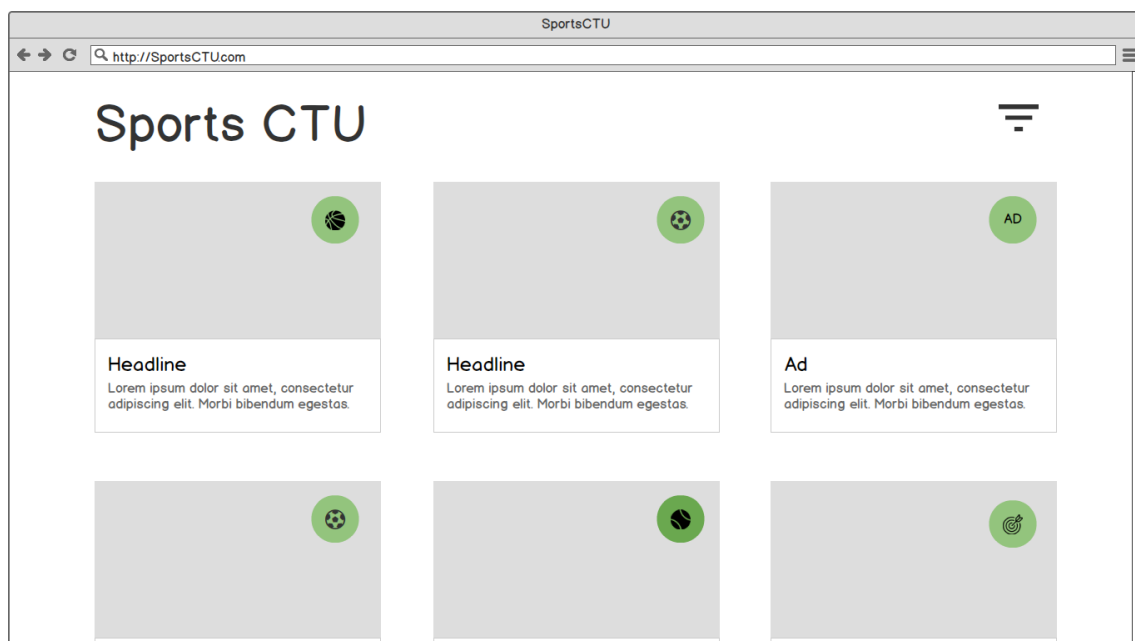 SportsCTU
http://SportsCTU.com
Sports CTU
AD
Headline
Lorem ipsum dolor sit amet, consectetur
adipiscing elit. Morbi bibendum egestas.
Headline
Lorem ipsum dolor sit amet, consectetur
adipiscing elit. Morbi bibendum egestas.
Ad
Lorem ipsum dolor sit amet, consectetur
adipiscing elit. Morbi bibendum egestas.